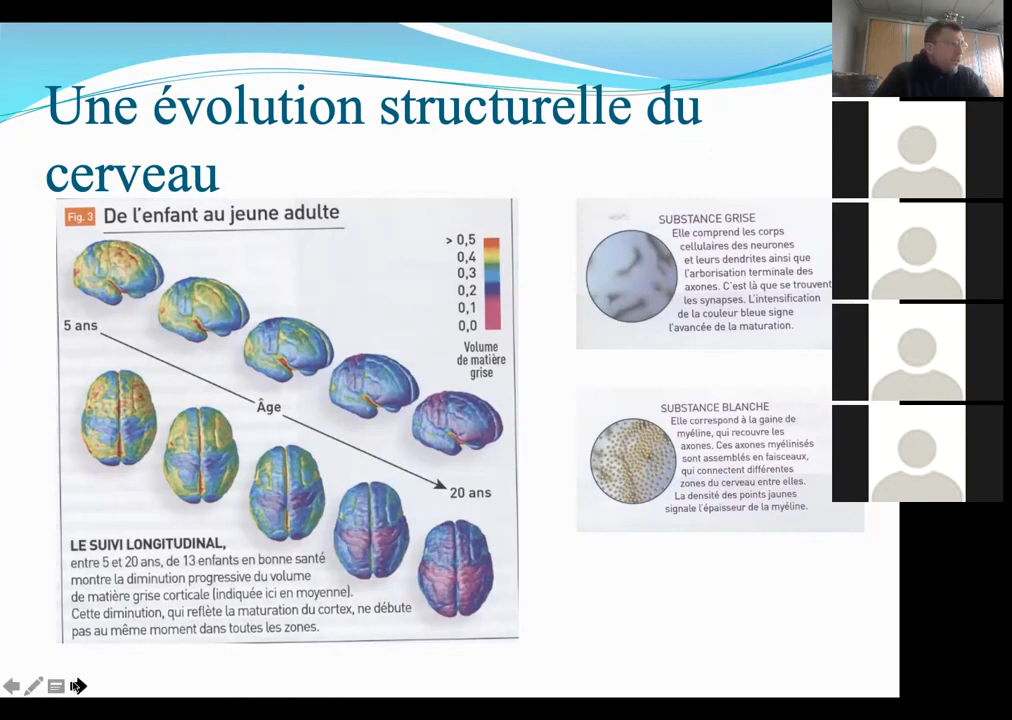 Une évolution structurelle du
cerveau
Fig. 3 De l'enfant au jeune adulte
> 0,5
0,4
0,3
0,2
0,1
0,0
Volume
de matière
grise
5 ans
Âge
20 ans
LE SUIVI LONGITUDINAL,
entre 5 et 20 ans, de 13 enfants en bonne santé
montre la diminution progressive du volume
de matière grise corticale (indiquée ici en moyenne).
Cette diminution, qui reflète la maturation du cortex, ne débute
pas au même moment dans toutes les zones.
SUBSTANCE GRISE
Elle comprend les corps
cellulaires des neurones
et leurs dendrites ainsi que
l'arborisation terminale des
axones. C'est là que se trouvent
les synapses. L'intensification
de la couleur bleue signe
l'avancée de la maturation.
SUBSTANCE BLANCHE
Elle correspond à la gaine de
myéline, qui recouvre les
axones. Ces axones myélinisés
sont assemblés en faisceaux,
qui connectent différentes
zones du cerveau entre elles.
La densité des points jaunes
signale l'épaisseur de la myéline.